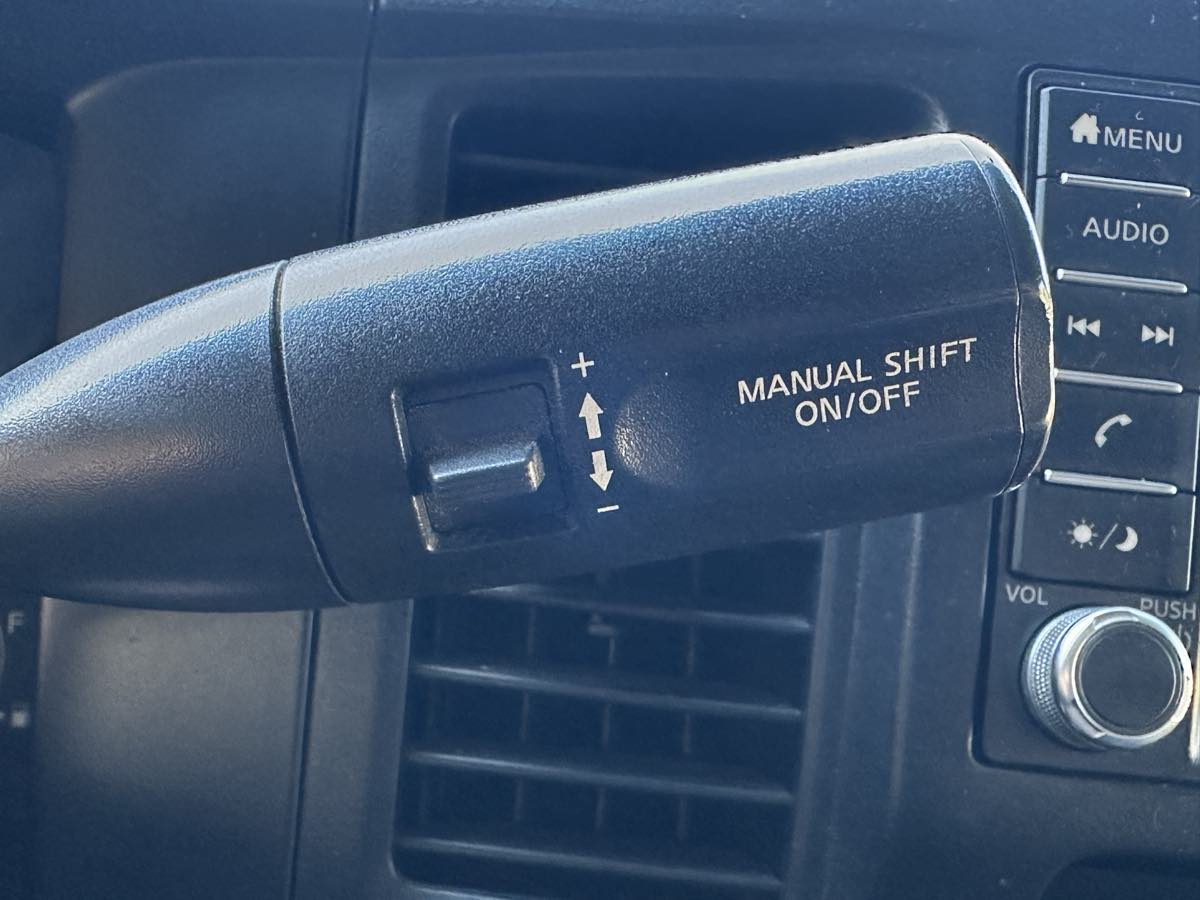 MENU
AUDIO
+
MANUAL SHIFT
ON/OFF
−
VOL
PUSH
F